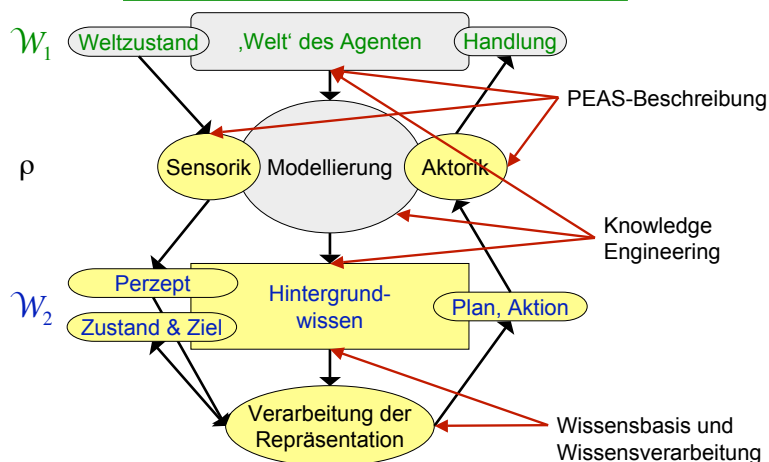 𝒲1
Weltzustand
‚Welt‘ des Agenten
Handlung
PEAS-Beschreibung
ρ
Sensorik
Modellierung
Aktorik
Knowledge
Engineering
𝒲2
Perzept
Zustand & Ziel
Hintergrund-
wissen
Plan, Aktion
Verarbeitung der
Repräsentation
Wissensbasis und
Wissensverarbeitung